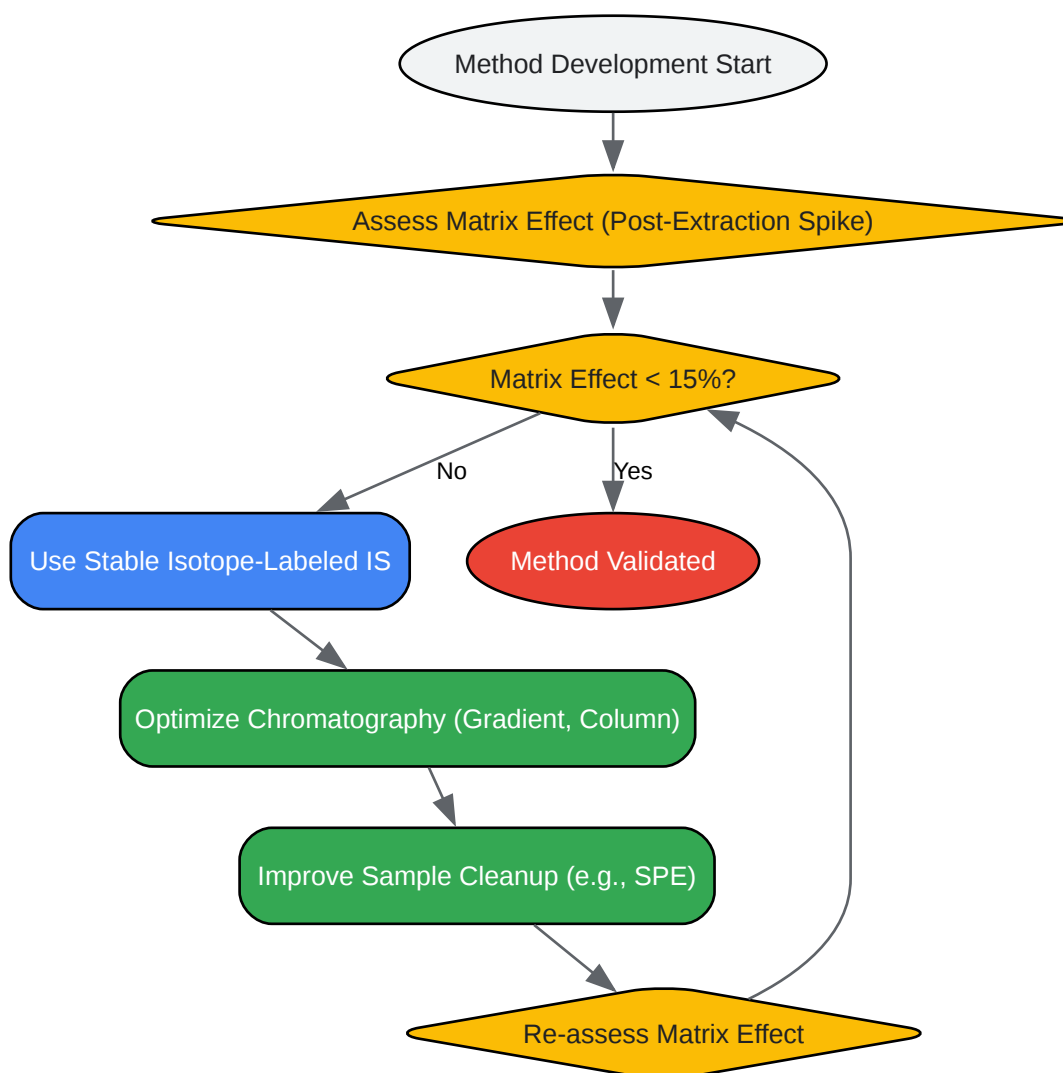 Method Development Start
Assess Matrix Effect (Post-Extraction Spike)
Matrix Effect < 15%?
No
Yes
Use Stable Isotope-Labeled IS
Method Validated
Optimize Chromatography (Gradient, Column)
Improve Sample Cleanup (e.g., SPE)
Re-assess Matrix Effect